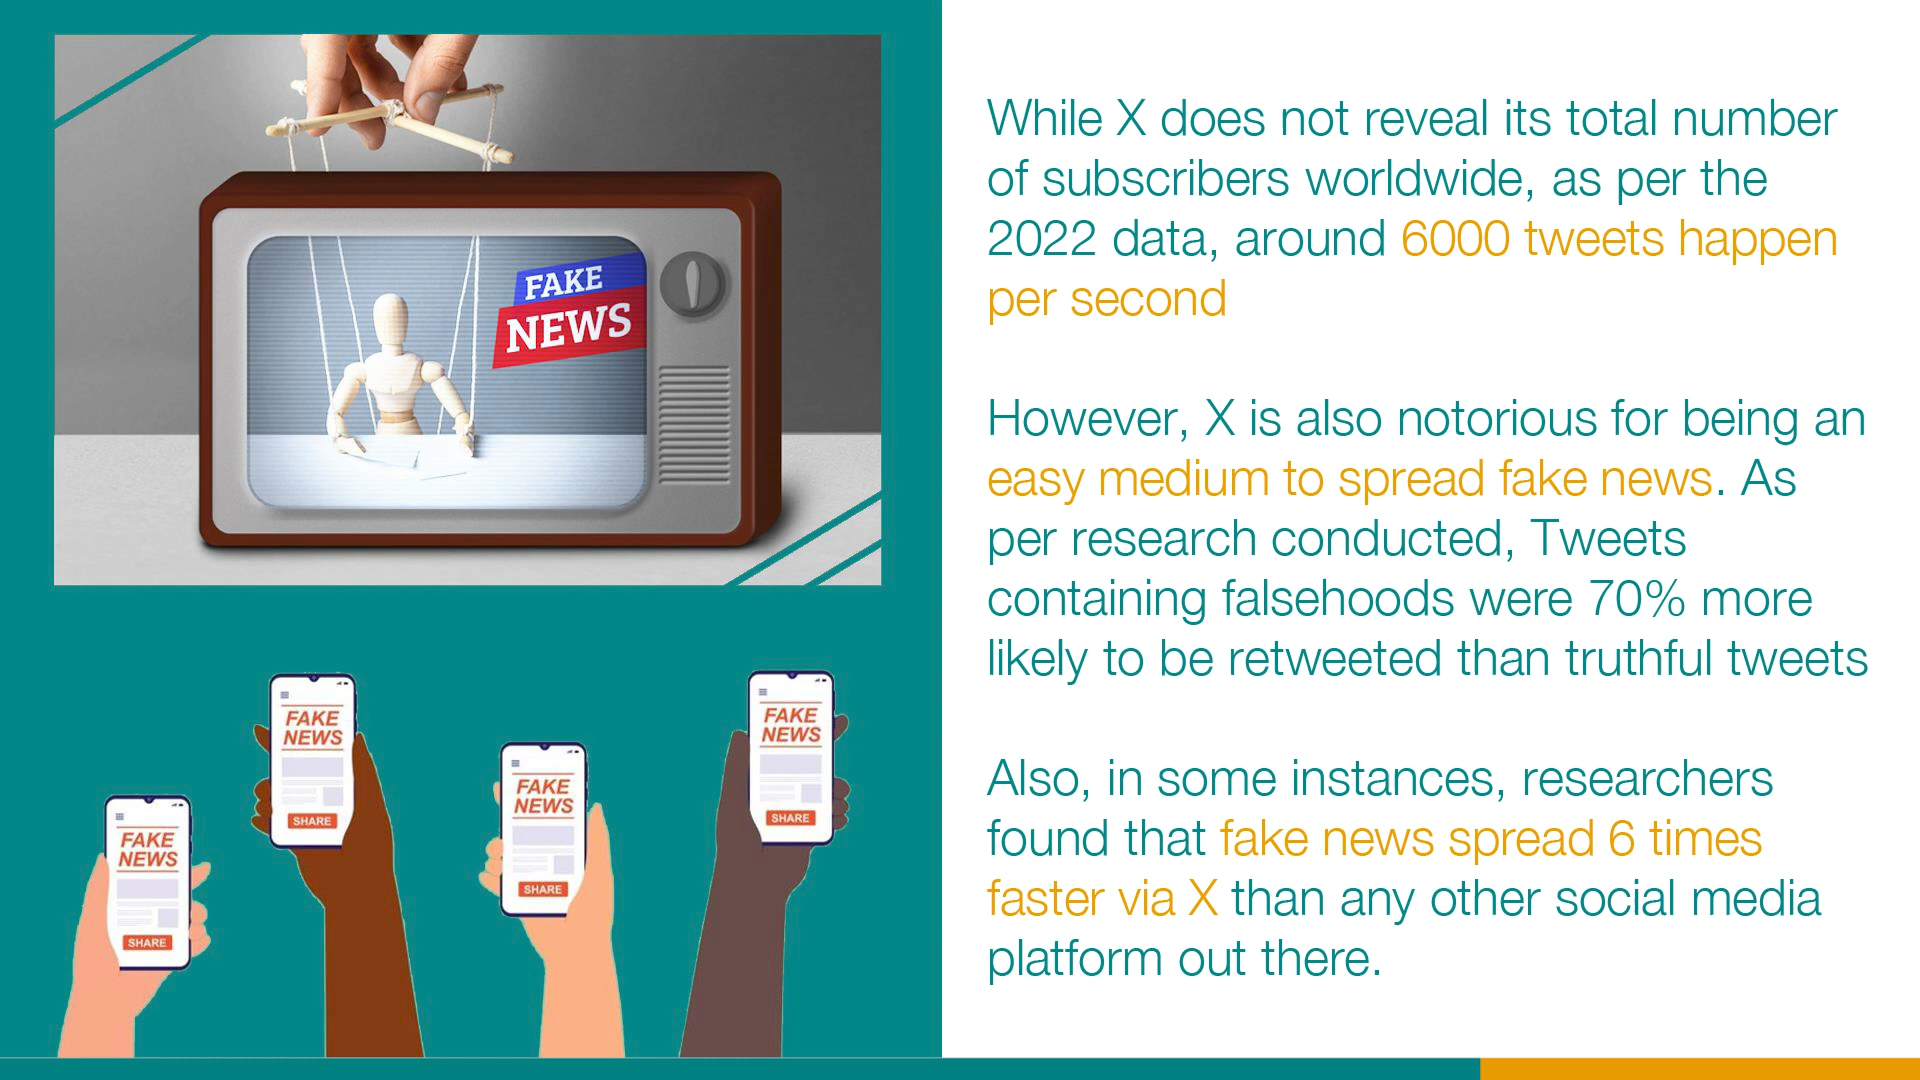 FAKE
NEWS
FAKE
NEWS
SHARE
FAKE
NEWS
SHARE
FAKE
NEWS
SHARE
FAKE
NEWS
SHARE
While X does not reveal its total number
of subscribers worldwide, as per the
2022 data, around 6000 tweets happen
per second
However, X is also notorious for being an
easy medium to spread fake news. As
per research conducted, Tweets
containing falsehoods were 70% more
likely to be retweeted than truthful tweets
Also, in some instances, researchers
found that fake news spread 6 times
faster via X than any other social media
platform out there.